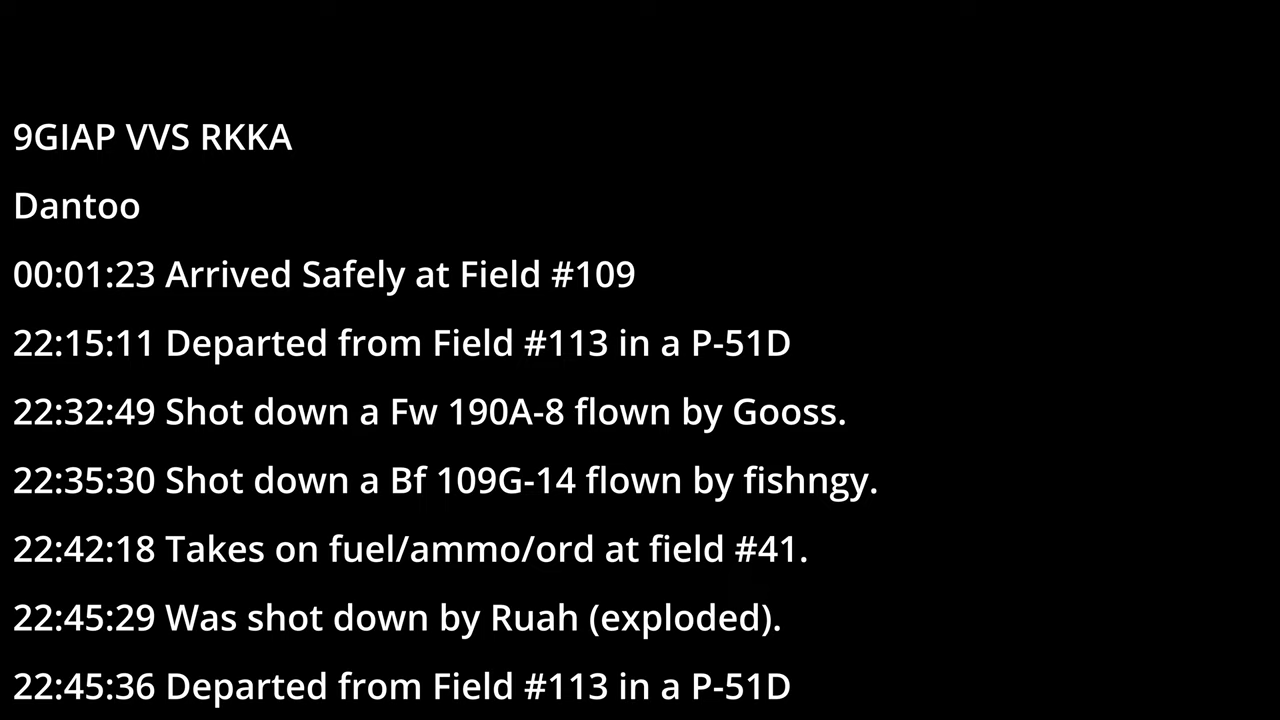 9GIAP VVS RKKA
Dantoo
00:01:23 Arrived Safely at Field #109
22:15:11 Departed from Field #113 in a P-51D
22:32:49 Shot down a Fw 190A-8 flown by Gooss.
22:35:30 Shot down a Bf 109G-14 flown by fishngy.
22:42:18 Takes on fuel/ammo/ord at field #41.
22:45:29 Was shot down by Ruah (exploded).
22:45:36 Departed from Field #113 in a P-51D